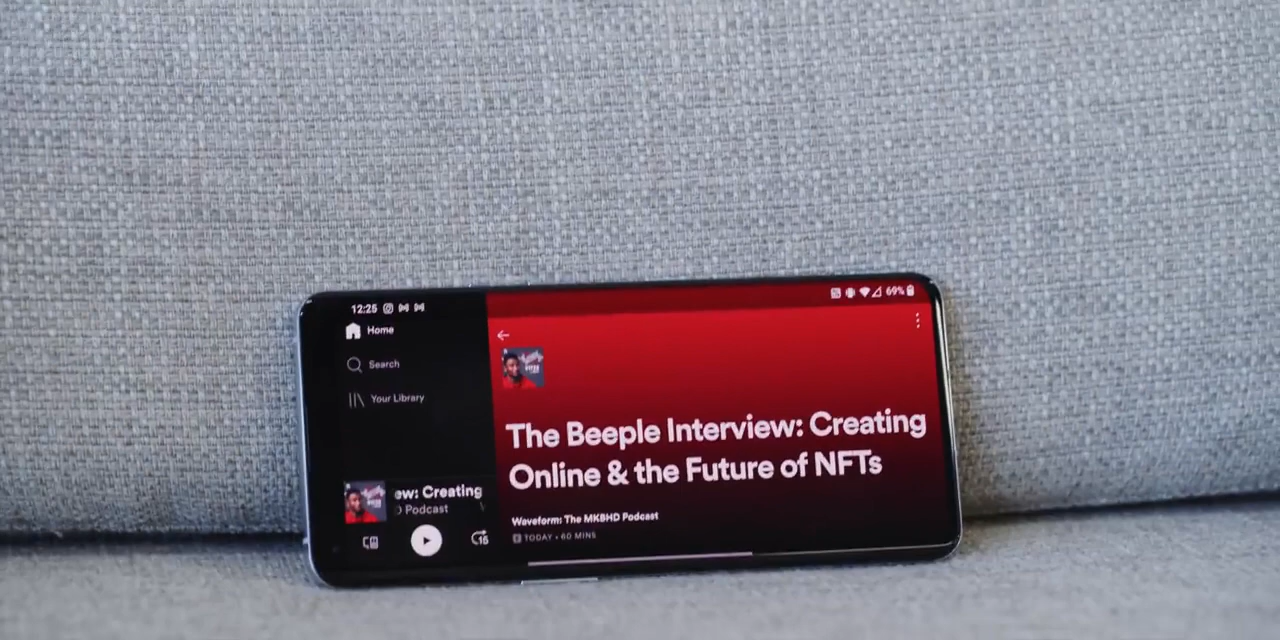 12:25
69%
Home
Search
Your Library
The Beeple Interview: Creating
Online & the Future of NFTs
Waveform: The MKBHD Podcast
TODAY • 60 MINS
ew: Creating
Podcast
15